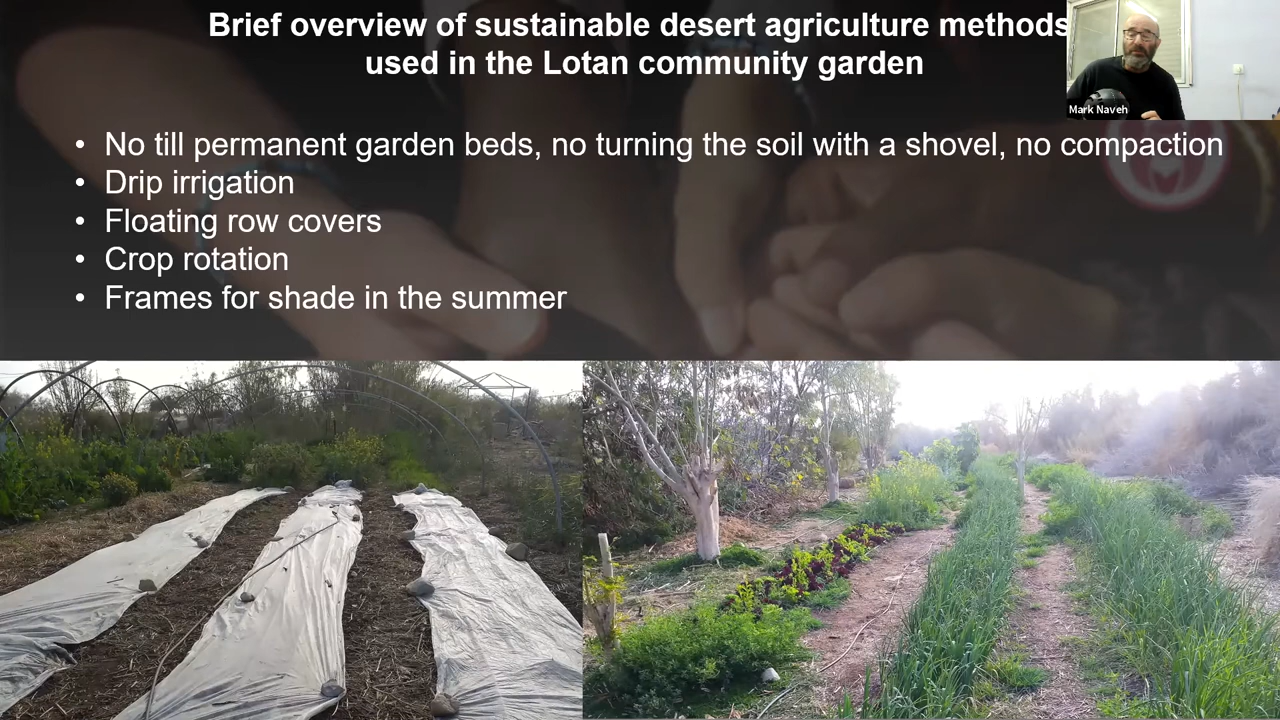 Brief overview of sustainable desert agriculture methods
used in the Lotan community garden
Mark Naveh
• No till permanent garden beds, no turning the soil with a shovel, no compaction
• Drip irrigation
• Floating row covers
• Crop rotation
• Frames for shade in the summer